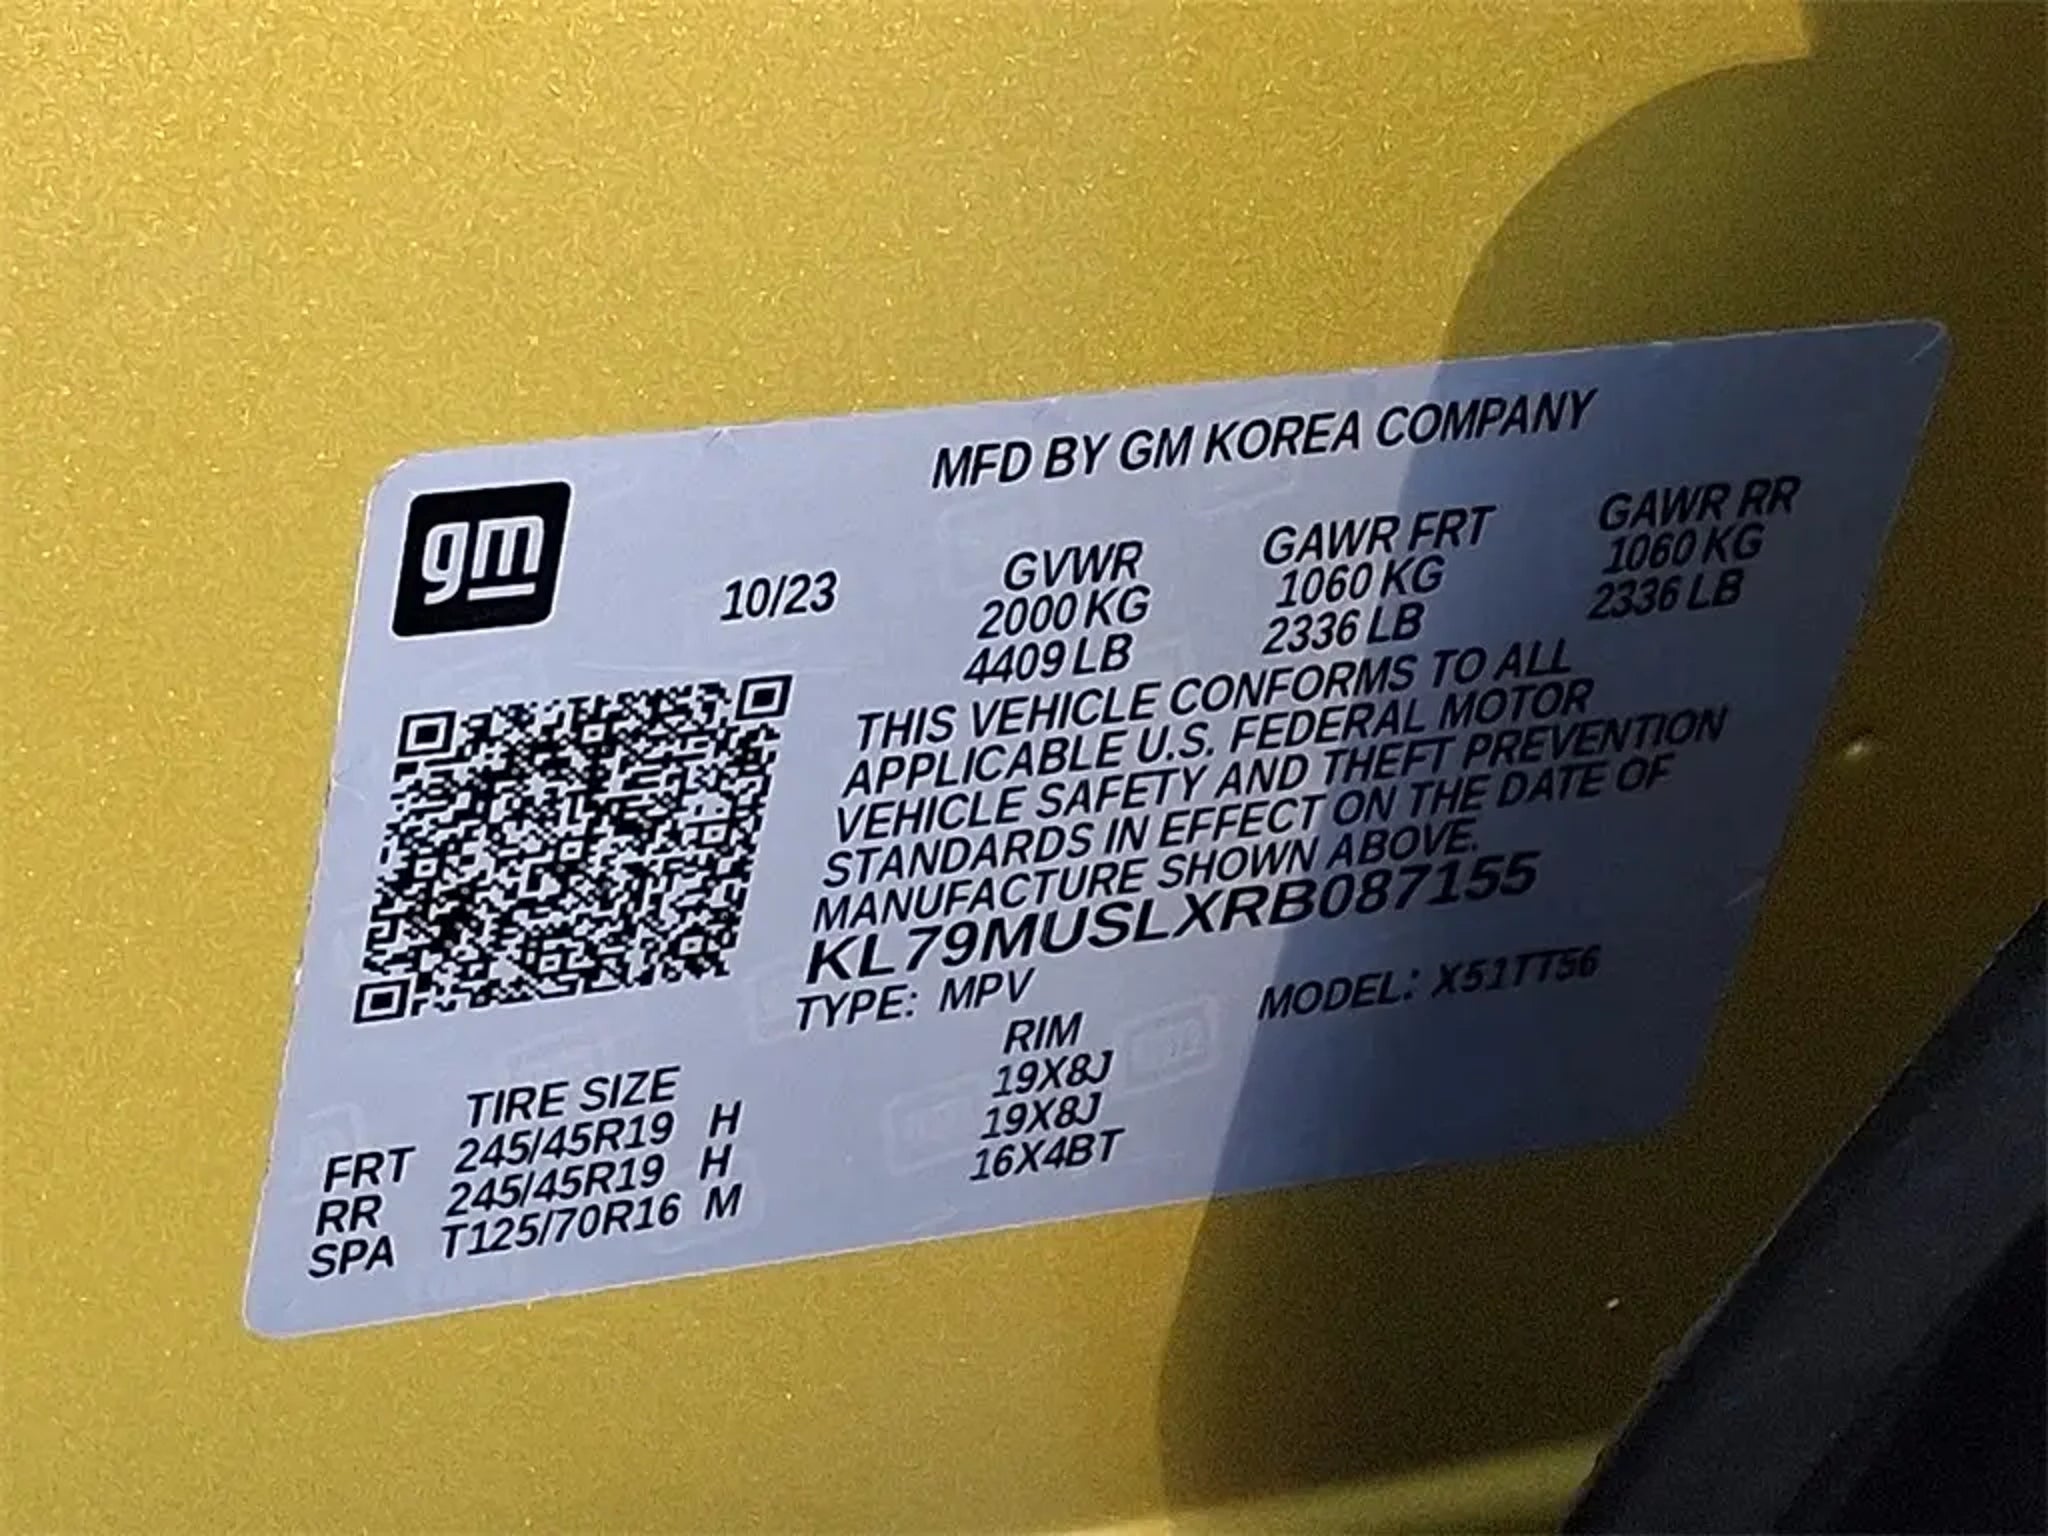 gm
MFD BY GM KOREA COMPANY
10/23
GVWR GAWR FRT GAWR RR
2000 KG 1060 KG 1060 KG
4409 LB 2336 LB 2336 LB
THIS VEHICLE CONFORMS TO ALL
APPLICABLE U.S. FEDERAL MOTOR
VEHICLE SAFETY AND THEFT PREVENTION
STANDARDS IN EFFECT ON THE DATE OF
MANUFACTURE SHOWN ABOVE.
KL79MUSLXRB087155
TYPE: MPV MODEL: X51TT56
TIRE SIZE RIM
FRT 245/45R19 H 19X8J
RR 245/45R19 H 19X8J
SPA T125/70R16 M 16X4BT